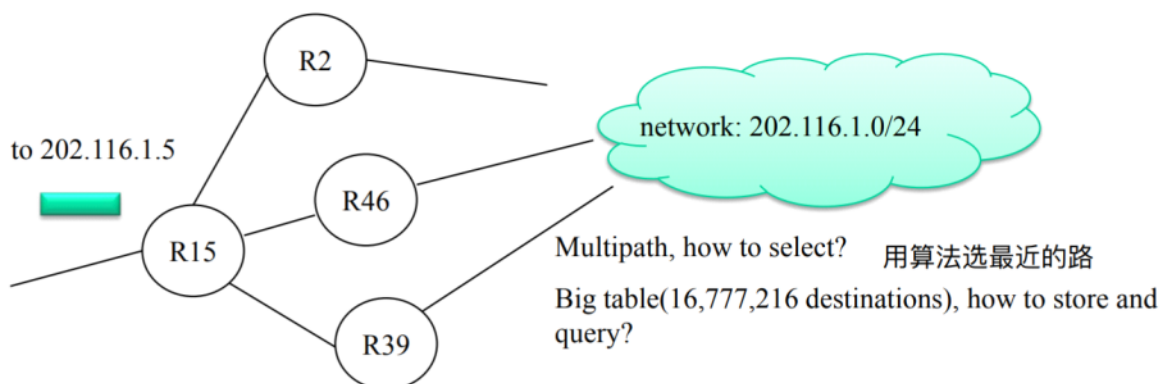 R2
network: 202.116.1.0/24
to 202.116.1.5
R46
R15
Multipath, how to select?
用算法选最近的路
Big table(16,777,216 destinations), how to store and
query?
R39